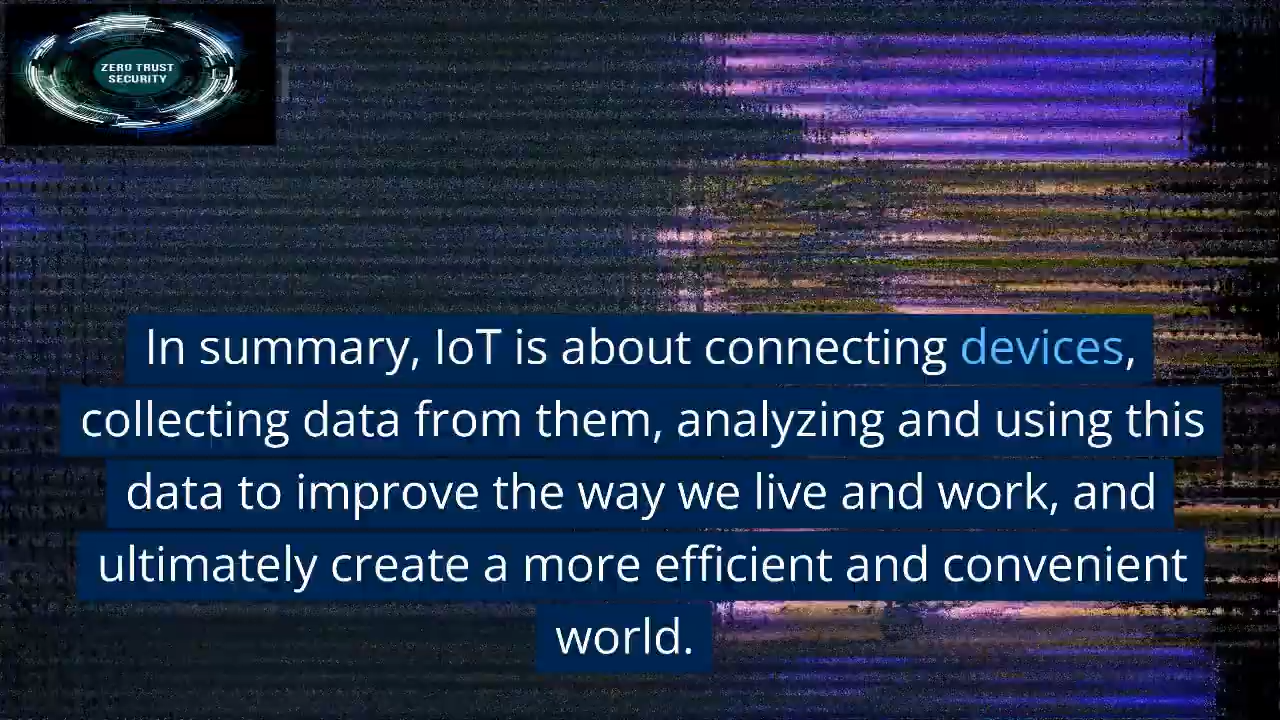 ZERO TRUST
SECURITY
In summary, IoT is about connecting devices,
collecting data from them, analyzing and using this
data to improve the way we live and work, and
ultimately create a more efficient and convenient
world.